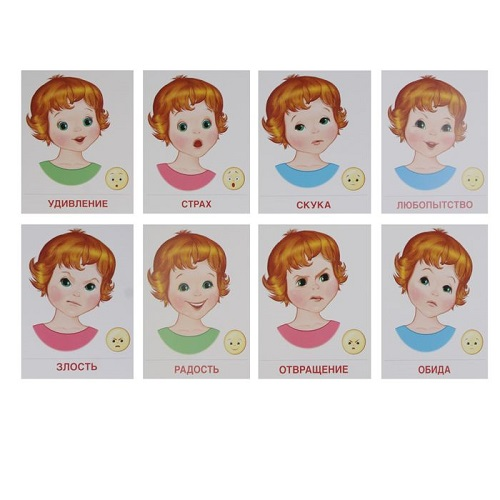 УДИВЛЕНИЕ
СТРАХ
СКУКА
ЛЮБОПЫТСТВО
ЗЛОСТЬ
РАДОСТЬ
ОТВРАЩЕНИЕ
ОБИДА